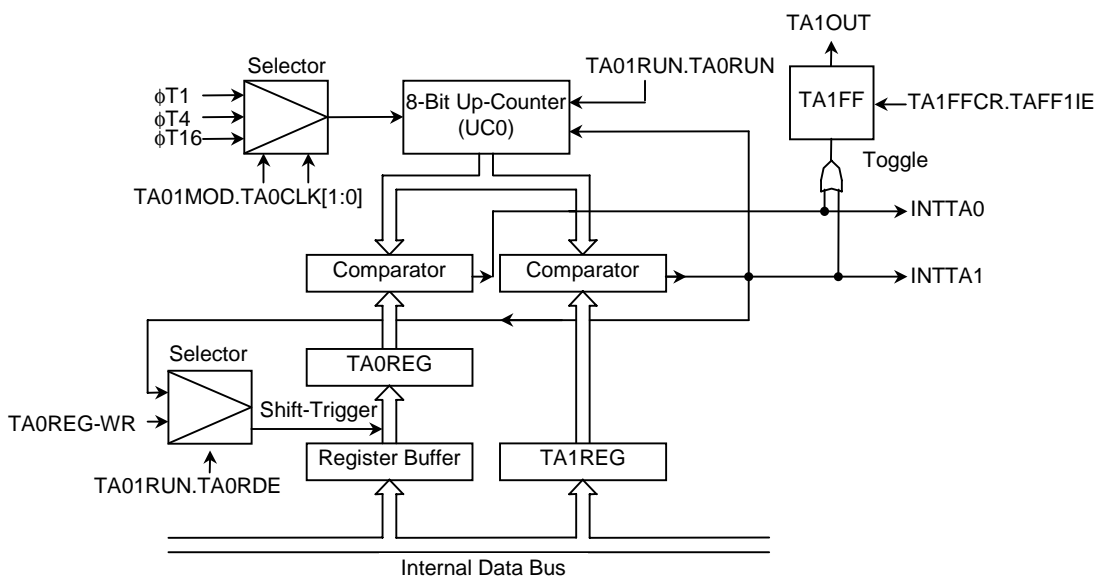 TA1OUT
Selector
TA01RUN.TA0RUN
ϕT1
ϕT4
ϕT16
8-Bit Up-Counter
(UC0)
TA1FF
TA1FFCR.TAFF1IE
Toggle
TA01MOD.TA0CLK[1:0]
INTTA0
Comparator
Comparator
INTTA1
Selector
TA0REG
Shift-Trigger
TA0REG-WR
Register Buffer
TA1REG
TA01RUN.TA0RDE
Internal Data Bus